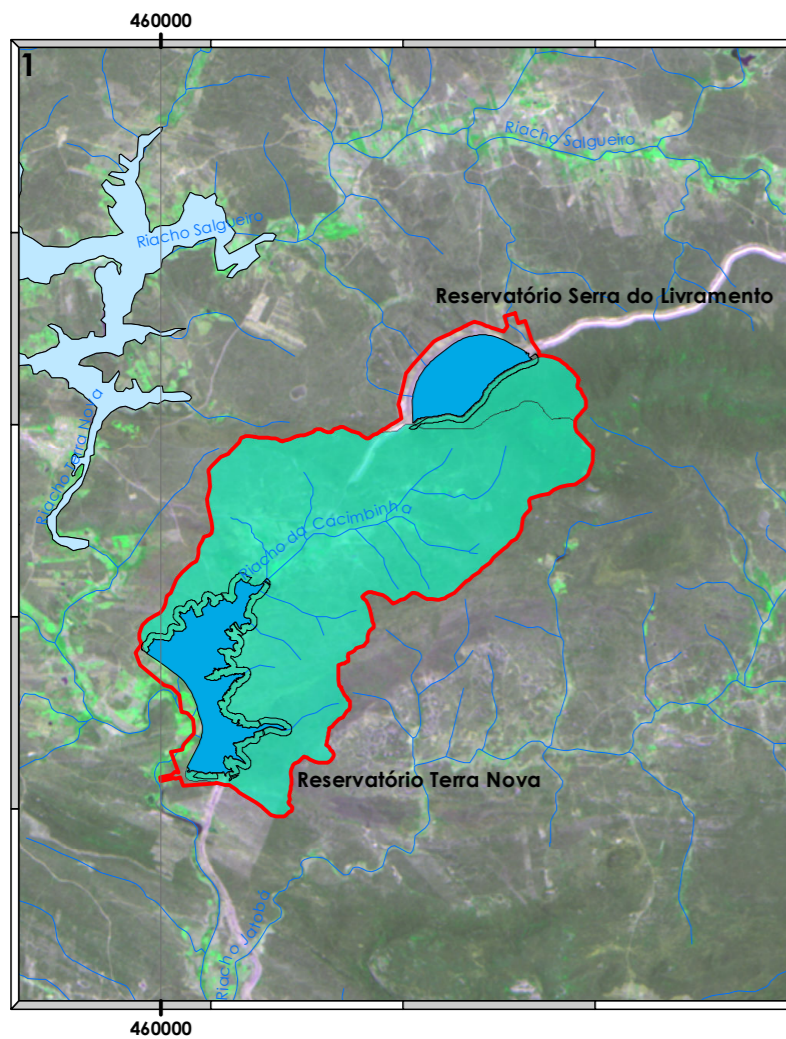 460000
1
Riacho Salgueiro
Riacho Salgueiro
Reservatório Serra do Livramento
Riacho Terra Nova
Riacho da Cacimbinha
Reservatório Terra Nova
Riacho Jatobá
460000